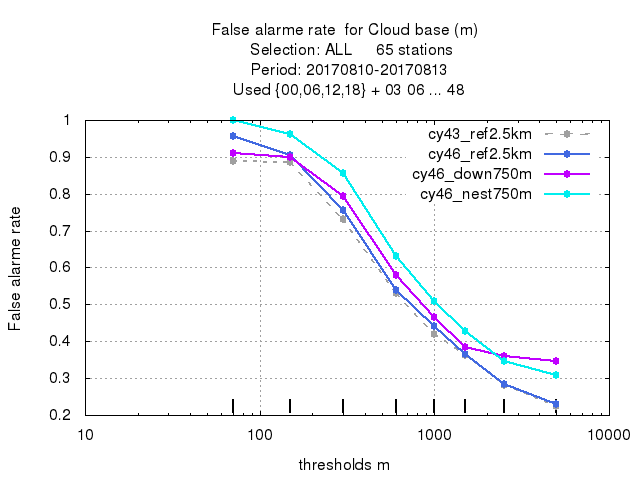 False alarme rate  for Cloud base (m)
Selection: ALL     65 stations
Period: 20170810-20170813
Used {00,06,12,18} + 03 06 ... 48
cy43_ref2.5km
cy46_ref2.5km
cy46_down750m
cy46_nest750m
1
0.9
0.8
0.7
0.6
0.5
0.4
0.3
0.2
False alarme rate
10
100
1000
10000
thresholds m